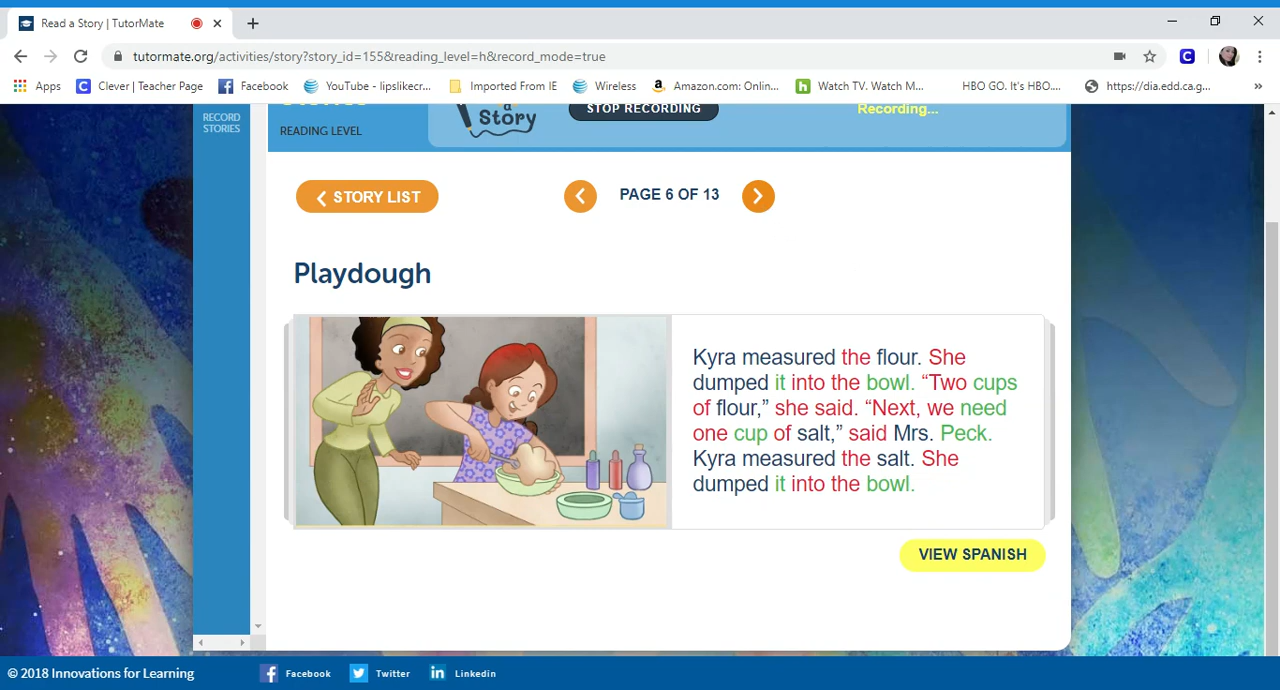 Read a Story | TutorMate
tutormate.org/activities/story?story_id=155&reading_level=h&record_mode=true
Apps Clever | Teacher Page Facebook YouTube - lipslikecr... Imported From IE Wireless Amazon.com: Onlin... Watch TV. Watch M... HBO GO. It's HBO.... https://dia.edd.ca.g... »
RECORD
STORIES
READING LEVEL
a
Story
STOP RECORDING
Recording...
STORY LIST
PAGE 6 OF 13
Playdough
Kyra measured the flour. She
dumped it into the bowl. “Two cups
of flour,” she said. “Next, we need
one cup of salt,” said Mrs. Peck.
Kyra measured the salt. She
dumped it into the bowl.
VIEW SPANISH
© 2018 Innovations for Learning
Facebook Twitter Linkedin